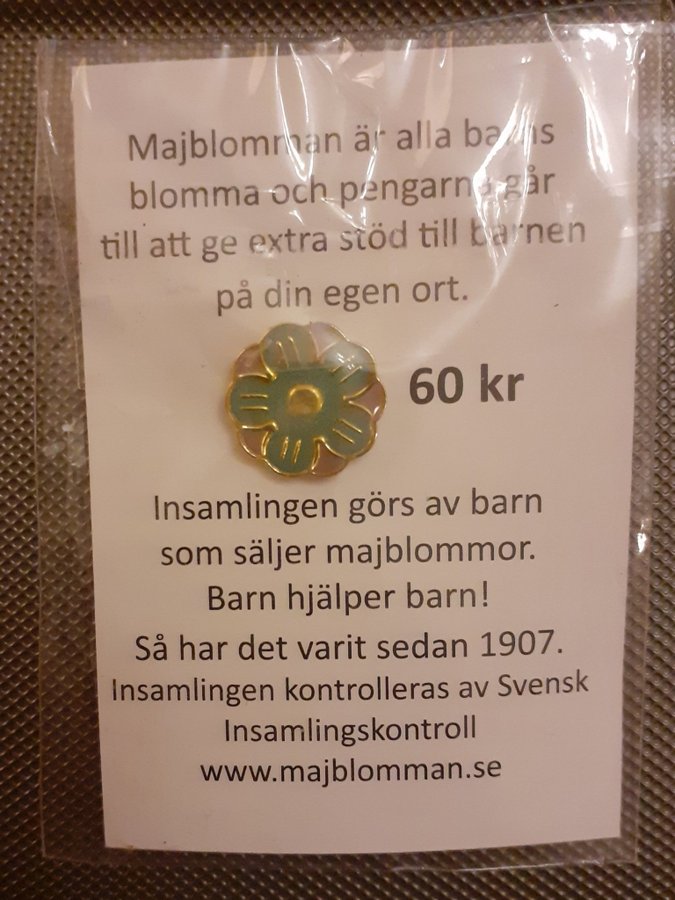 Majblomman är alla barns
blomma och pengarna går
till att ge extra stöd till barnen
på din egen ort.
60 kr
Insamlingen görs av barn
som säljer majblommor.
Barn hjälper barn!
Så har det varit sedan 1907.
Insamlingen kontrolleras av Svensk
Insamlingskontroll
www.majblomman.se